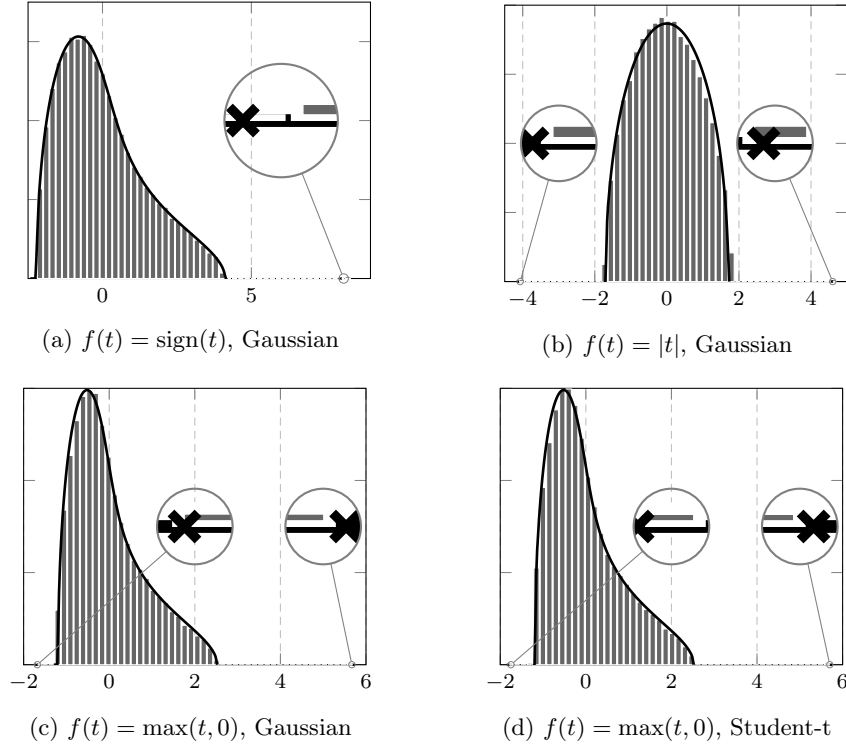 0 5
−4 −2 0 2 4
(a) f(t) = sign(t), Gaussian
(b) f(t) = |t|, Gaussian
−2 0 2 4 6
−2 0 2 4 6
(c) f(t) = max(t, 0), Gaussian
(d) f(t) = max(t, 0), Student-t